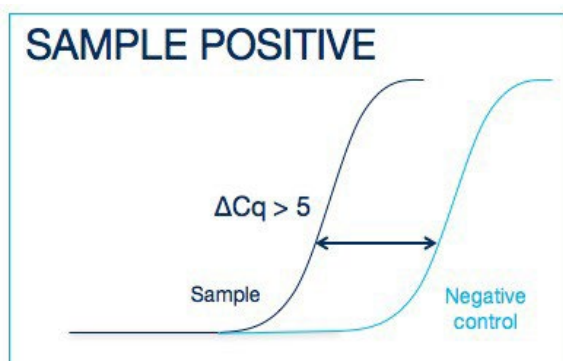 SAMPLE POSITIVE
ΔCq > 5
Sample
Negative
control